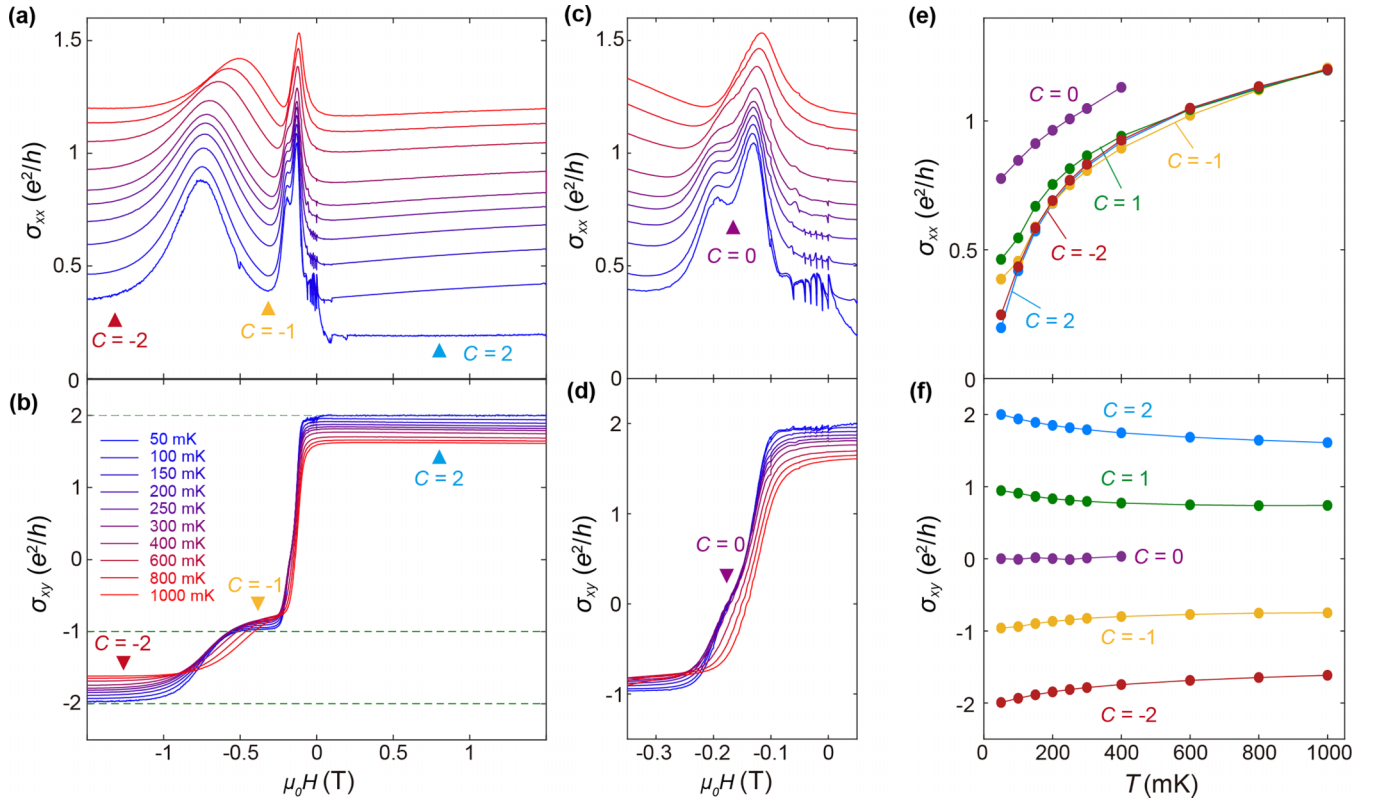 (a)
σxx (e²/h)
1.5
1
0.5
0
C = -2
C = -1
C = 2
(b)
σxy (e²/h)
2
1
0
-1
-2
50 mK
100 mK
150 mK
200 mK
250 mK
300 mK
400 mK
600 mK
800 mK
1000 mK
C = 2
C = -1
C = -2
-1
-0.5
0
0.5
1
μ₀H (T)
(c)
σxx (e²/h)
1.5
1
0.5
0
C = 0
(d)
σxy (e²/h)
2
1
0
-1
C = 0
-0.3
-0.2
-0.1
0
μ₀H (T)
(e)
σxx (e²/h)
1
0.5
0
C = 0
C = -1
C = 1
C = -2
C = 2
(f)
σxy (e²/h)
2
1
0
-1
-2
C = 2
C = 1
C = 0
C = -1
C = -2
0
200
400
600
800
1000
T (mK)